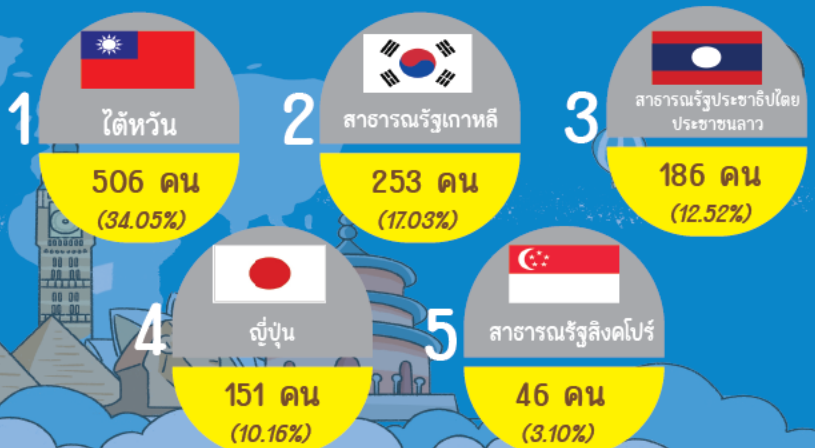 1
ไต้หวัน
506 คน
(34.05%)
2
สาธารณรัฐเกาหลี
253 คน
(17.03%)
3
สาธารณรัฐประชาธิปไตย
ประชาชนลาว
186 คน
(12.52%)
4
ญี่ปุ่น
151 คน
(10.16%)
5
สาธารณรัฐสิงคโปร์
46 คน
(3.10%)